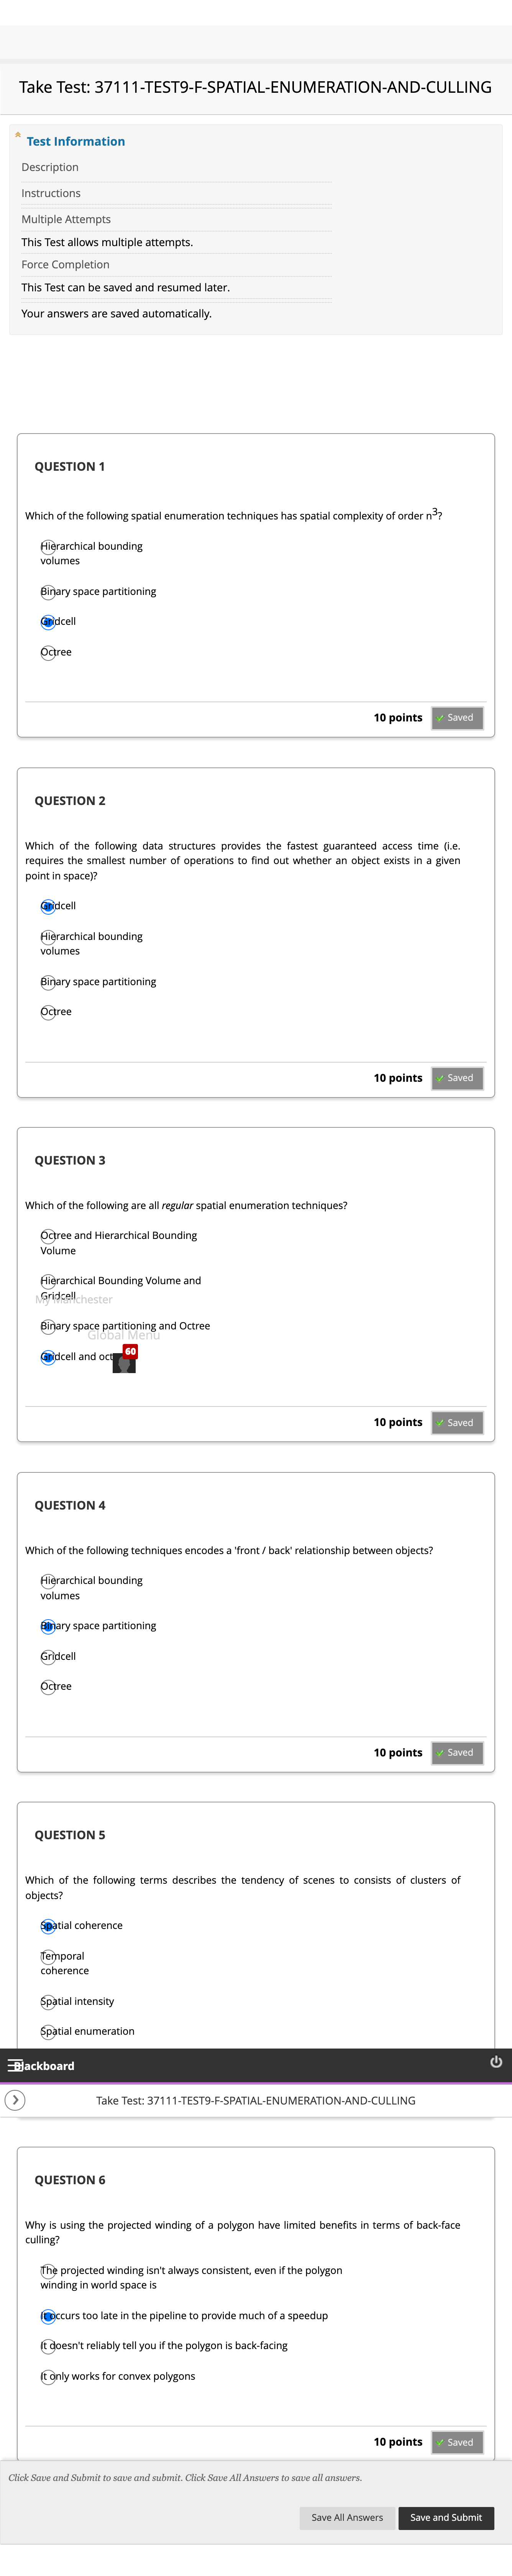 Take Test: 37111-TEST9-F-SPATIAL-ENUMERATION-AND-CULLING
Test Information
Description
Instructions
Multiple Attempts
This Test allows multiple attempts.
Force Completion
This Test can be saved and resumed later.
Your answers are saved automatically.
QUESTION 1
Which of the following spatial enumeration techniques has spatial complexity of order n3?
Hierarchical bounding
volumes
Binary space partitioning
Gridcell
Octree
10 points
Saved
QUESTION 2
Which of the following data structures provides the fastest guaranteed access time (i.e.
requires the smallest number of operations to find out whether an object exists in a given
point in space)?
Gridcell
Hierarchical bounding
volumes
Binary space partitioning
Octree
10 points
Saved
QUESTION 3
Which of the following are all regular spatial enumeration techniques?
Octree and Hierarchical Bounding
Volume
Hierarchical Bounding Volume and
Gridcell
My Manchester
Binary space partitioning and Octree
Global Menu
60
Gridcell and oct
10 points
Saved
QUESTION 4
Which of the following techniques encodes a 'front / back' relationship between objects?
Hierarchical bounding
volumes
Binary space partitioning
Gridcell
Octree
10 points
Saved
QUESTION 5
Which of the following terms describes the tendency of scenes to consists of clusters of
objects?
Spatial coherence
Temporal
coherence
Spatial intensity
Spatial enumeration
Blackboard
Take Test: 37111-TEST9-F-SPATIAL-ENUMERATION-AND-CULLING
QUESTION 6
Why is using the projected winding of a polygon have limited benefits in terms of back-face
culling?
The projected winding isn't always consistent, even if the polygon
winding in world space is
It occurs too late in the pipeline to provide much of a speedup
It doesn't reliably tell you if the polygon is back-facing
It only works for convex polygons
10 points
Saved
Click Save and Submit to save and submit. Click Save All Answers to save all answers.
Save All Answers
Save and Submit